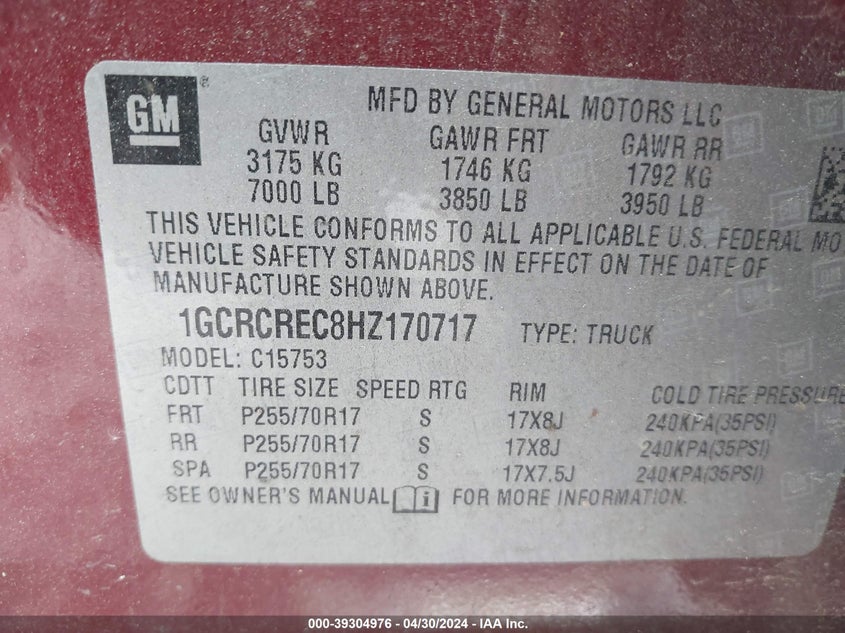 GM®
MFD BY GENERAL MOTORS LLC
GVWR GAWR FRT GAWR RR
3175 KG 1746 KG 1792 KG
7000 LB 3850 LB 3950 LB
THIS VEHICLE CONFORMS TO ALL APPLICABLE U.S. FEDERAL MO
VEHICLE SAFETY STANDARDS IN EFFECT ON THE DATE OF
MANUFACTURE SHOWN ABOVE.
1GCRCREC8HZ170717 TYPE: TRUCK
MODEL: C15753
CDTT TIRE SIZE SPEED RTG RIM COLD TIRE PRESSURE
FRT P255/70R17 S 17X8J 240KPA(35PSI)
RR P255/70R17 S 17X8J 240KPA(35PSI)
SPA P255/70R17 S 17X7.5J 240KPA(35PSI)
SEE OWNER'S MANUAL i FOR MORE INFORMATION.
000-39304976 - 04/30/2024 - IAA Inc.